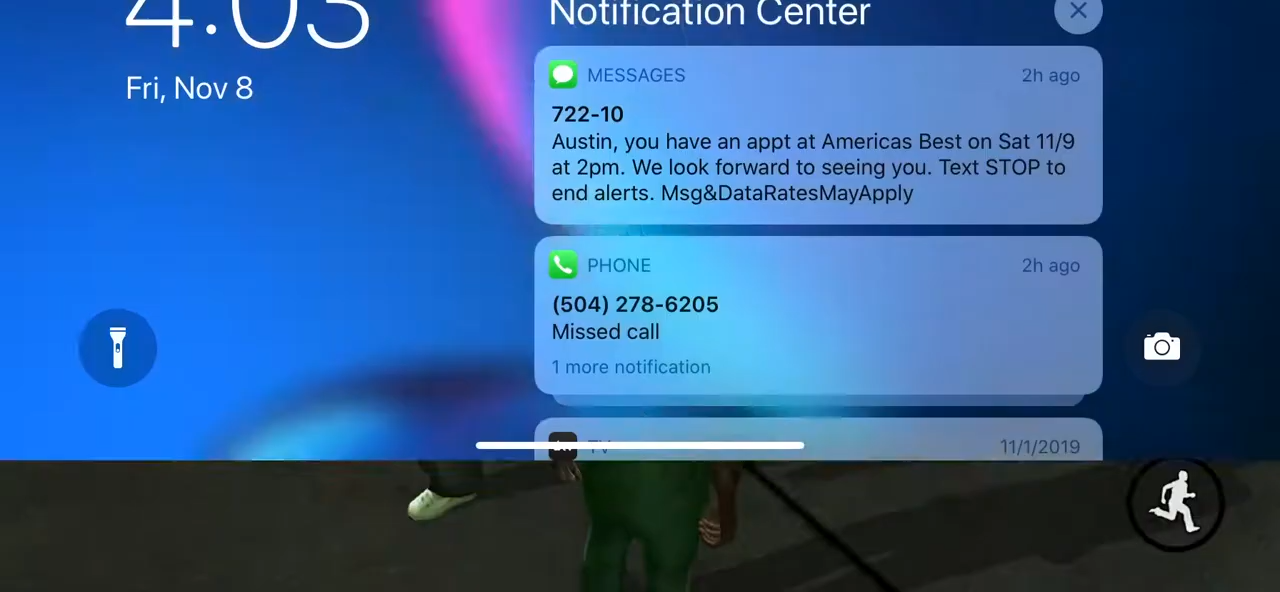 4:03
Notification Center
Fri, Nov 8
MESSAGES 2h ago
722-10
Austin, you have an appt at Americas Best on Sat 11/9
at 2pm. We look forward to seeing you. Text STOP to
end alerts. Msg&DataRatesMayApply
PHONE 2h ago
(504) 278-6205
Missed call
1 more notification
TV 11/1/2019